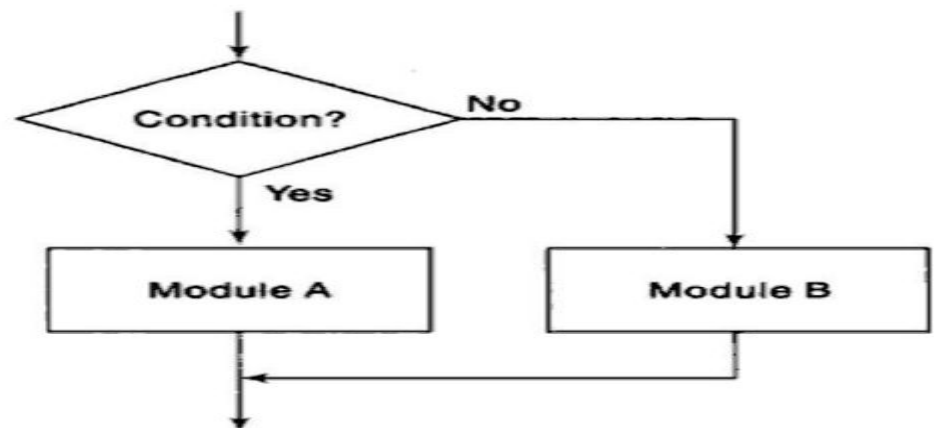 Condition?
No
Yes
Module A
Module B